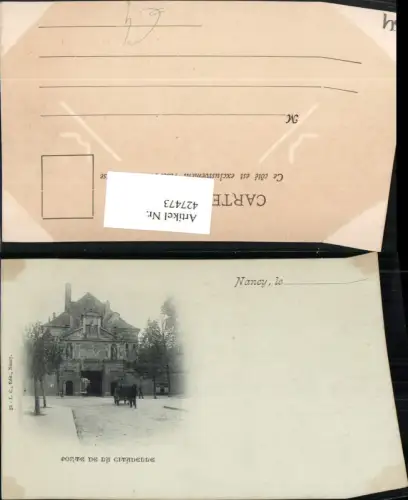 M
Ce côté est exclusivement
CARTE
Artikel Nr.
427473
Nancy, le
PORTE DE LA CITADELLE